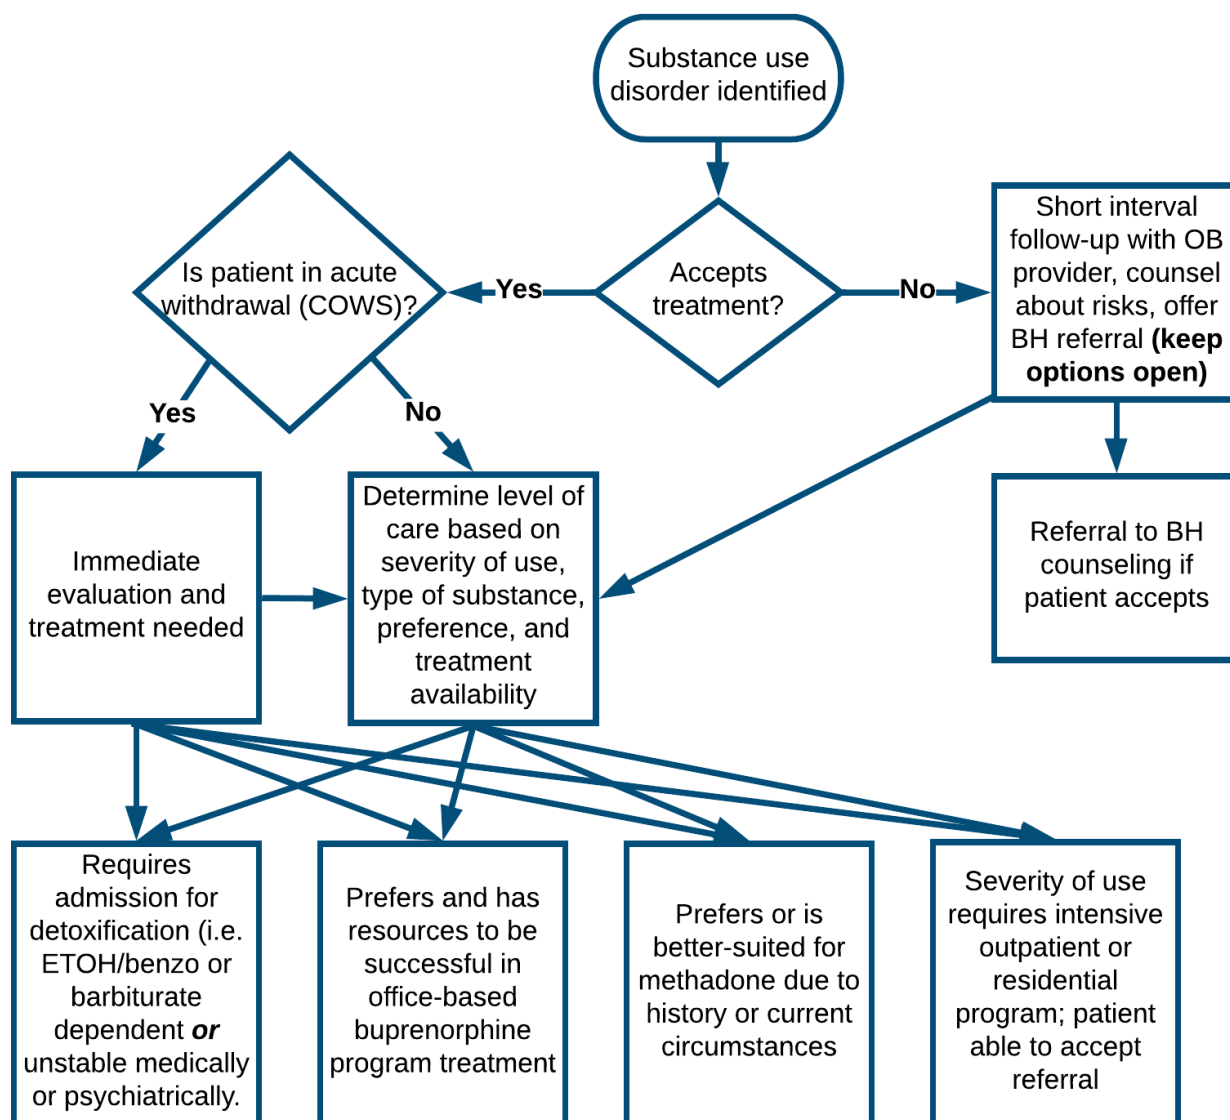 Substance use
disorder identified
Accepts
treatment?
Yes
No
Is patient in acute
withdrawal (COWS)?
Short interval
follow-up with OB
provider, counsel
about risks, offer
BH referral (keep
options open)
Yes
No
Immediate
evaluation and
treatment needed
Determine level of
care based on
severity of use,
type of substance,
preference, and
treatment
availability
Referral to BH
counseling if
patient accepts
Requires
admission for
detoxification (i.e.
ETOH/benzo or
barbiturate
dependent or
unstable medically
or psychiatrically.
Prefers and has
resources to be
successful in
office-based
buprenorphine
program treatment
Prefers or is
better-suited for
methadone due to
history or current
circumstances
Severity of use
requires intensive
outpatient or
residential
program; patient
able to accept
referral